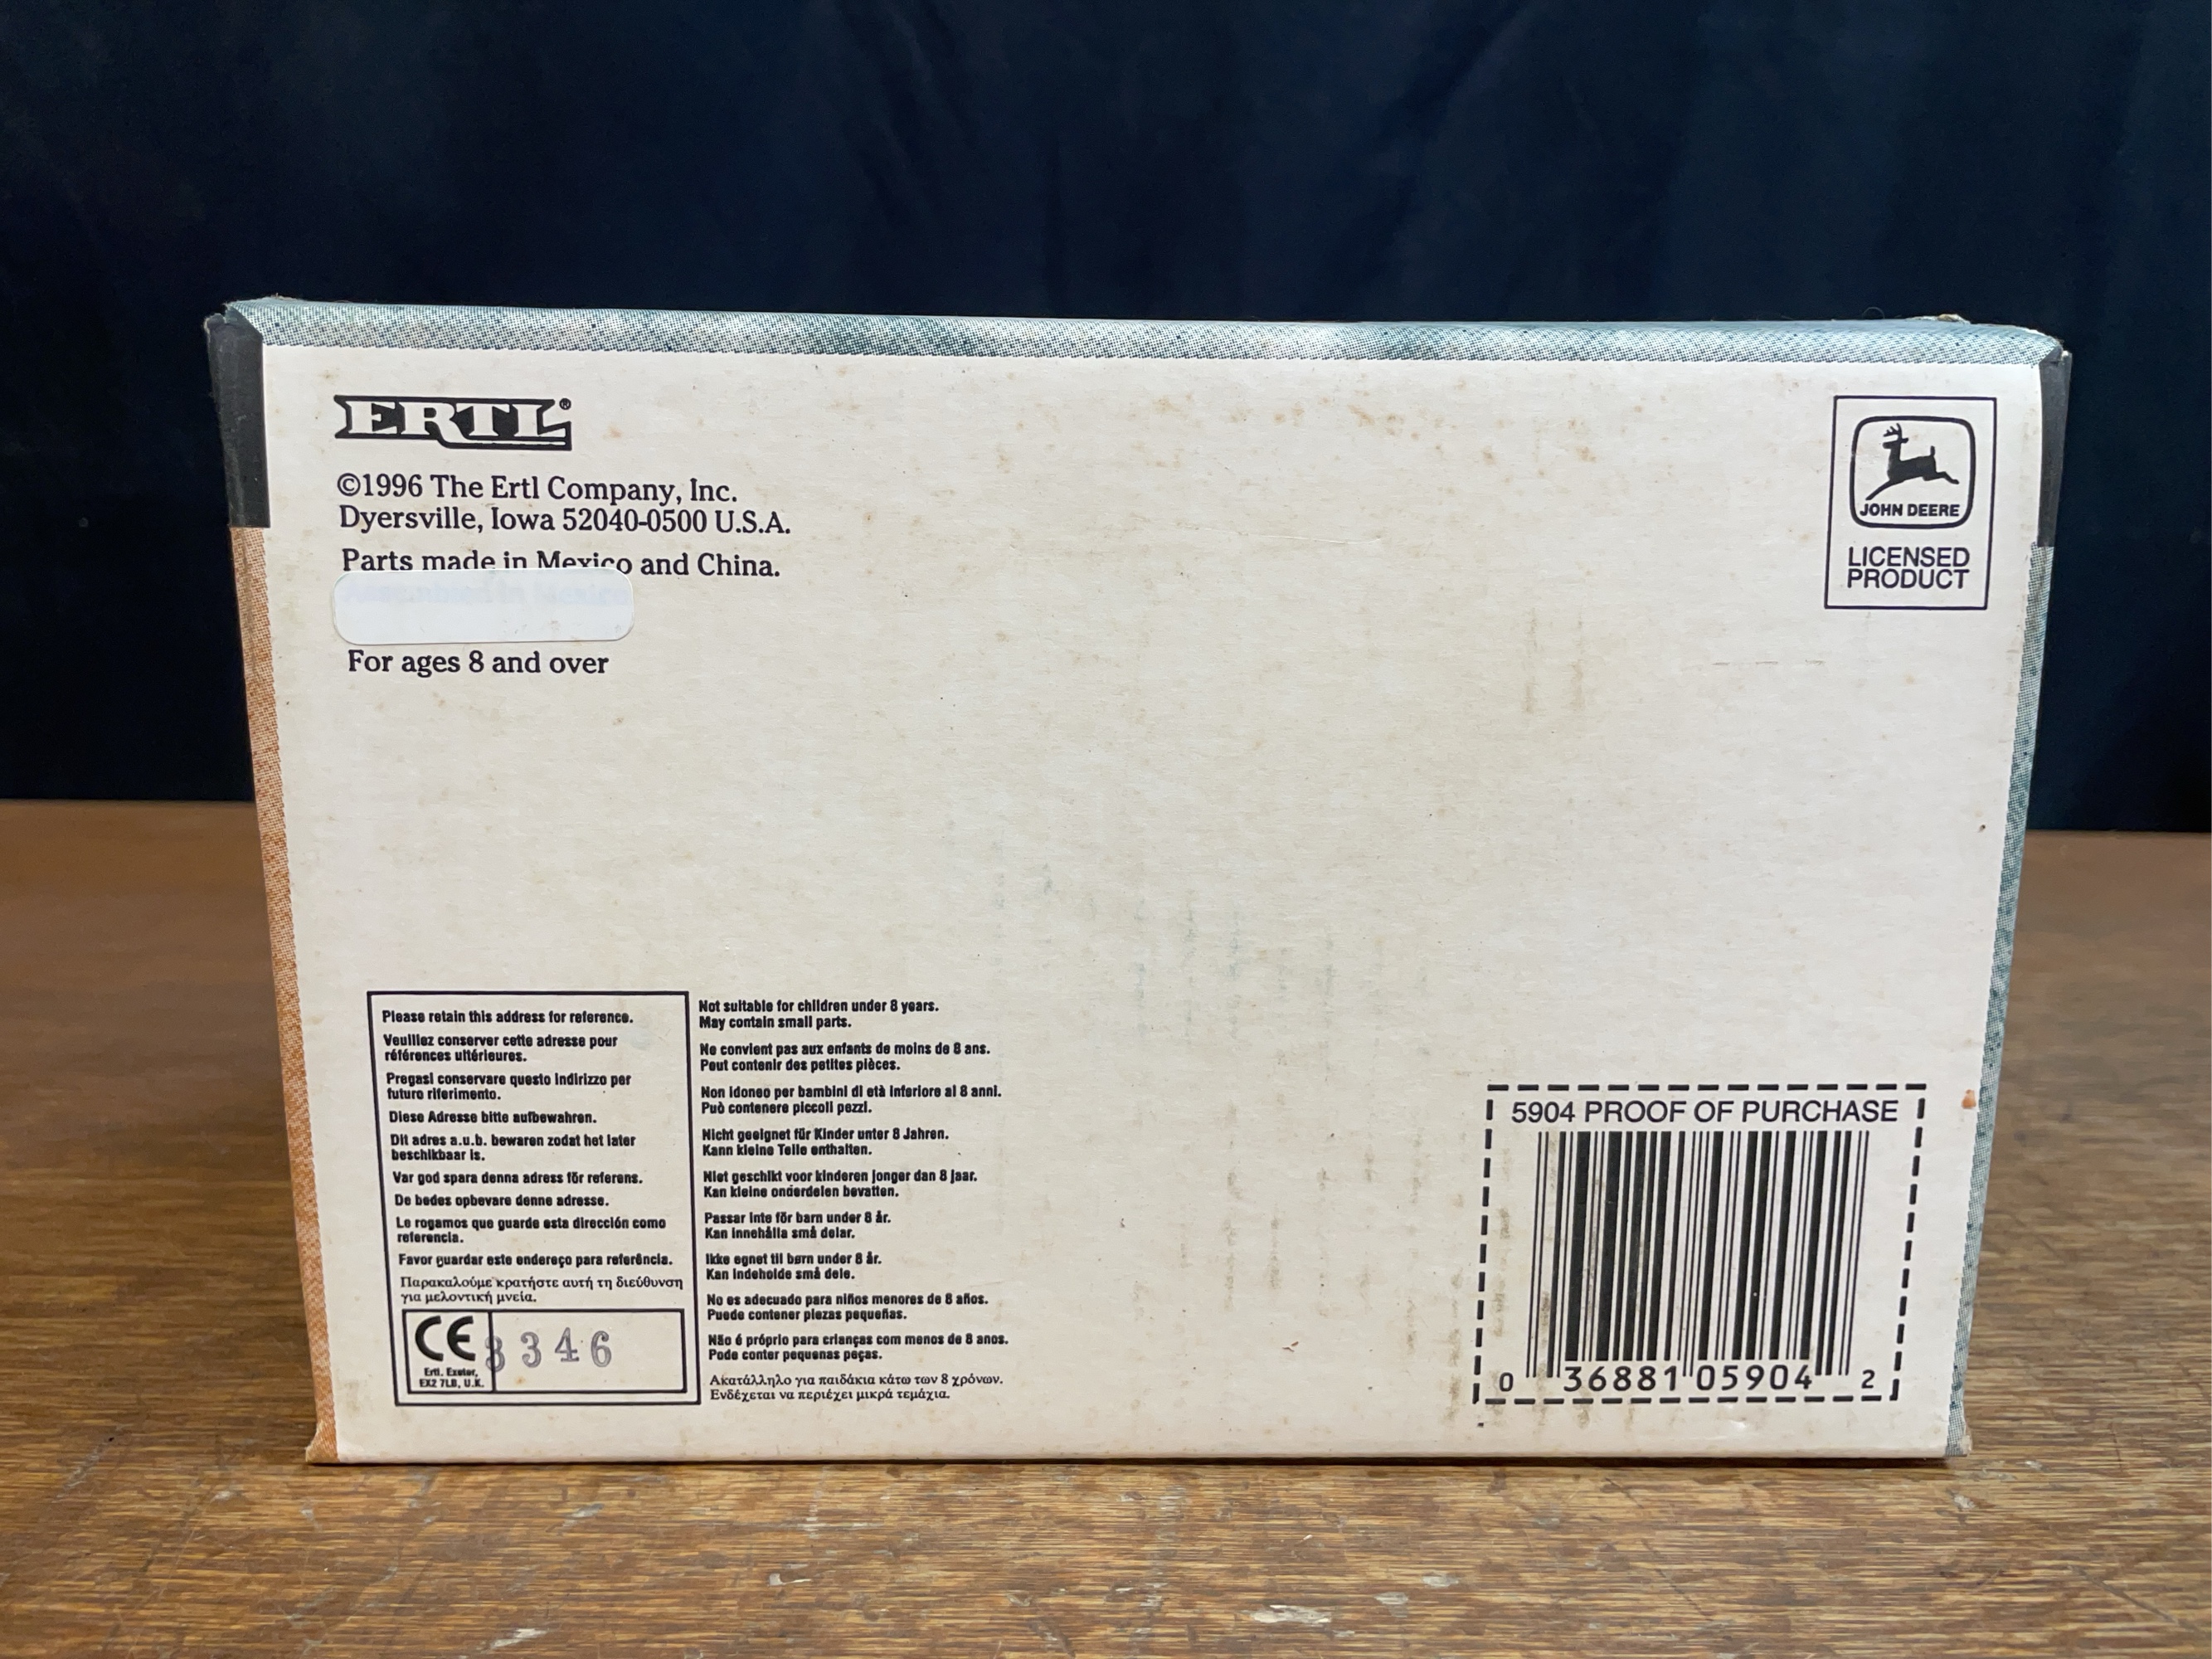 ERTL®
©1996 The Ertl Company, Inc.
Dyersville, Iowa 52040-0500 U.S.A.
Parts made in Mexico and China.
Assembled in Mexico
For ages 8 and over
JOHN DEERE
LICENSED
PRODUCT
Please retain this address for reference.
Veuillez conserver cette adresse pour
références ultérieures.
Pregasi conservare questo indirizzo per
futuro riferimento.
Diese Adresse bitte aufbewahren.
Dit adres a.u.b. bewaren zodat het later
beschikbaar is.
Var god spara denna adress för referens.
De bedes opbevare denne adresse.
Le rogamos que guarde esta dirección como
referencia.
Favor guardar este endereço para referência.
Παρακαλούμε κρατήστε αυτή τη διεύθυνση
για μελοντική μνεία.
CE
Ertl, Exeter,
EX2 7LB, U.K.
3346
Not suitable for children under 8 years.
May contain small parts.
Ne convient pas aux enfants de moins de 8 ans.
Peut contenir des petites pièces.
Non idoneo per bambini di età inferiore ai 8 anni.
Può contenere piccoli pezzi.
Nicht geeignet für Kinder unter 8 Jahren.
Kann kleine Teile enthalten.
Niet geschikt voor kinderen jonger dan 8 jaar.
Kan kleine onderdelen bevatten.
Passar inte för barn under 8 år.
Kan innehålla små delar.
Ikke egnet til børn under 8 år.
Kan indeholde små dele.
No es adecuado para niños menores de 8 años.
Puede contener piezas pequeñas.
Não é próprio para crianças com menos de 8 anos.
Pode conter pequenas peças.
Ακατάλληλο για παιδάκια κάτω των 8 χρόνων.
Ενδέχεται να περιέχει μικρά τεμάχια.
5904 PROOF OF PURCHASE
0 36881 05904 2